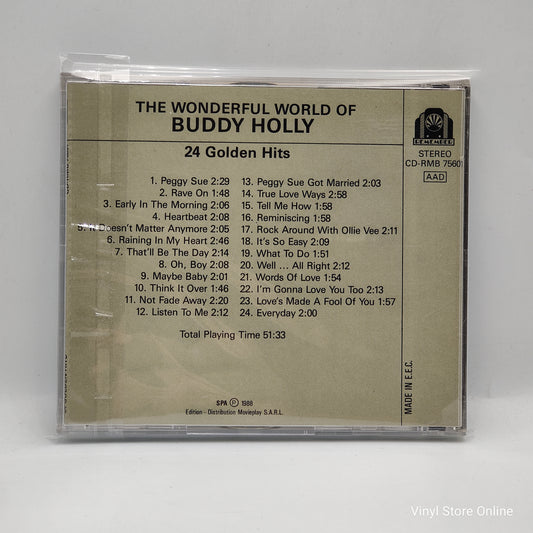 THE WONDERFUL WORLD OF
BUDDY HOLLY
24 Golden Hits
REMEMBER
STEREO
CD-RMB 7560
AAD
1. Peggy Sue 2:29
2. Rave On 1:48
3. Early In The Morning 2:06
4. Heartbeat 2:08
5. It Doesn't Matter Anymore 2:05
6. Raining In My Heart 2:46
7. That'll Be The Day 2:14
8. Oh, Boy 2:08
9. Maybe Baby 2:01
10. Think It Over 1:46
11. Not Fade Away 2:20
12. Listen To Me 2:12
13. Peggy Sue Got Married 2:03
14. True Love Ways 2:58
15. Tell Me How 1:58
16. Reminiscing 1:58
17. Rock Around With Ollie Vee 2:11
18. It's So Easy 2:09
19. What To Do 1:51
20. Well ... All Right 2:12
21. Words Of Love 1:54
22. I'm Gonna Love You Too 2:13
23. Love's Made A Fool Of You 1:57
24. Everyday 2:00
Total Playing Time 51:33
MADE IN E.E.C.
SPA Ⓟ 1988
Edition - Distribution Movieplay S.A.R.L.
Vinyl Store Online